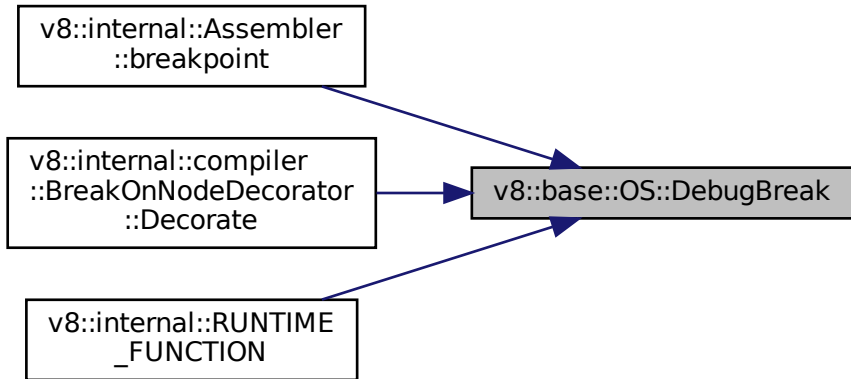 v8::internal::Assembler
::breakpoint
v8::internal::compiler
::BreakOnNodeDecorator
::Decorate
v8::base::OS::DebugBreak
v8::internal::RUNTIME
_FUNCTION